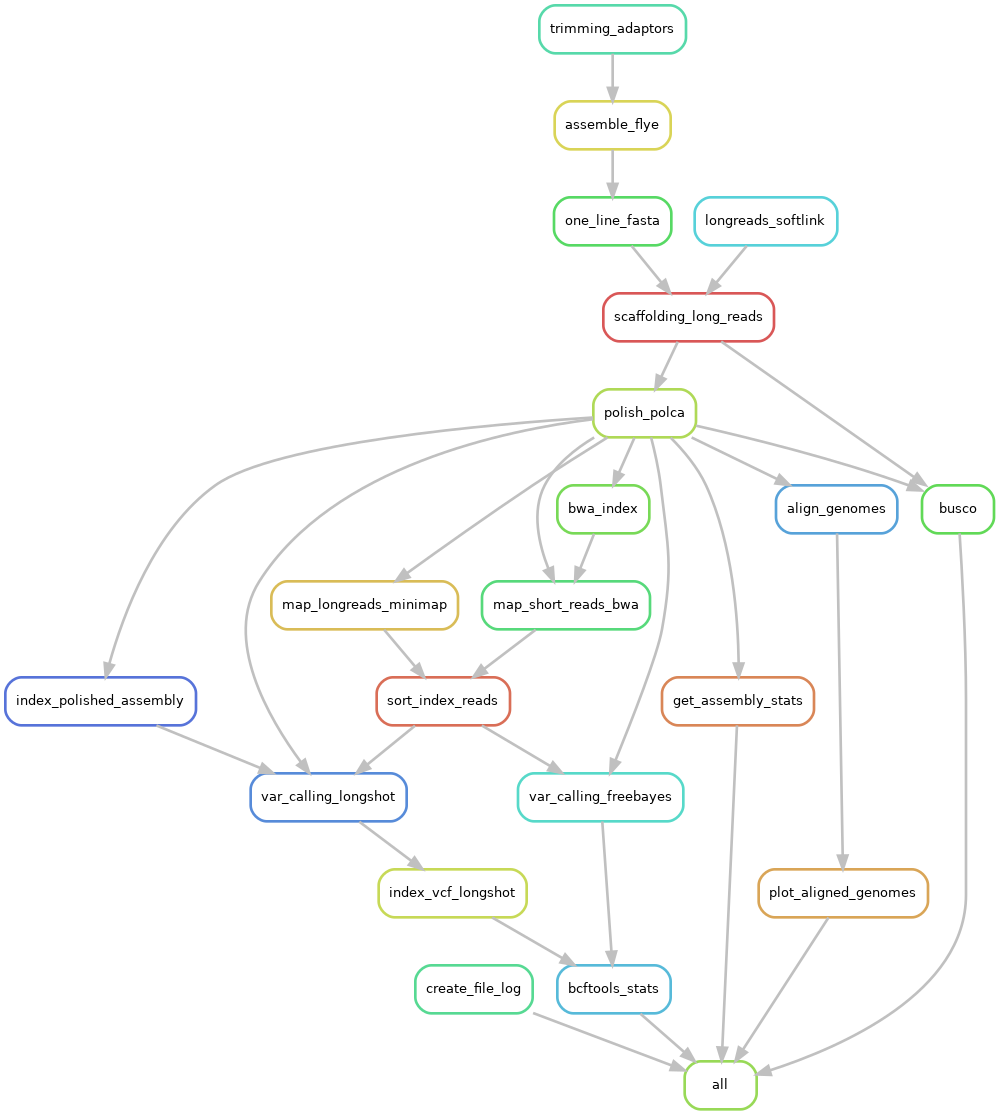 trimming_adaptors
assemble_flye
one_line_fasta
longreads_softlink
scaffolding_long_reads
polish_polca
bwa_index
align_genomes
busco
map_longreads_minimap
map_short_reads_bwa
index_polished_assembly
sort_index_reads
get_assembly_stats
var_calling_longshot
var_calling_freebayes
index_vcf_longshot
plot_aligned_genomes
create_file_log
bcftools_stats
all